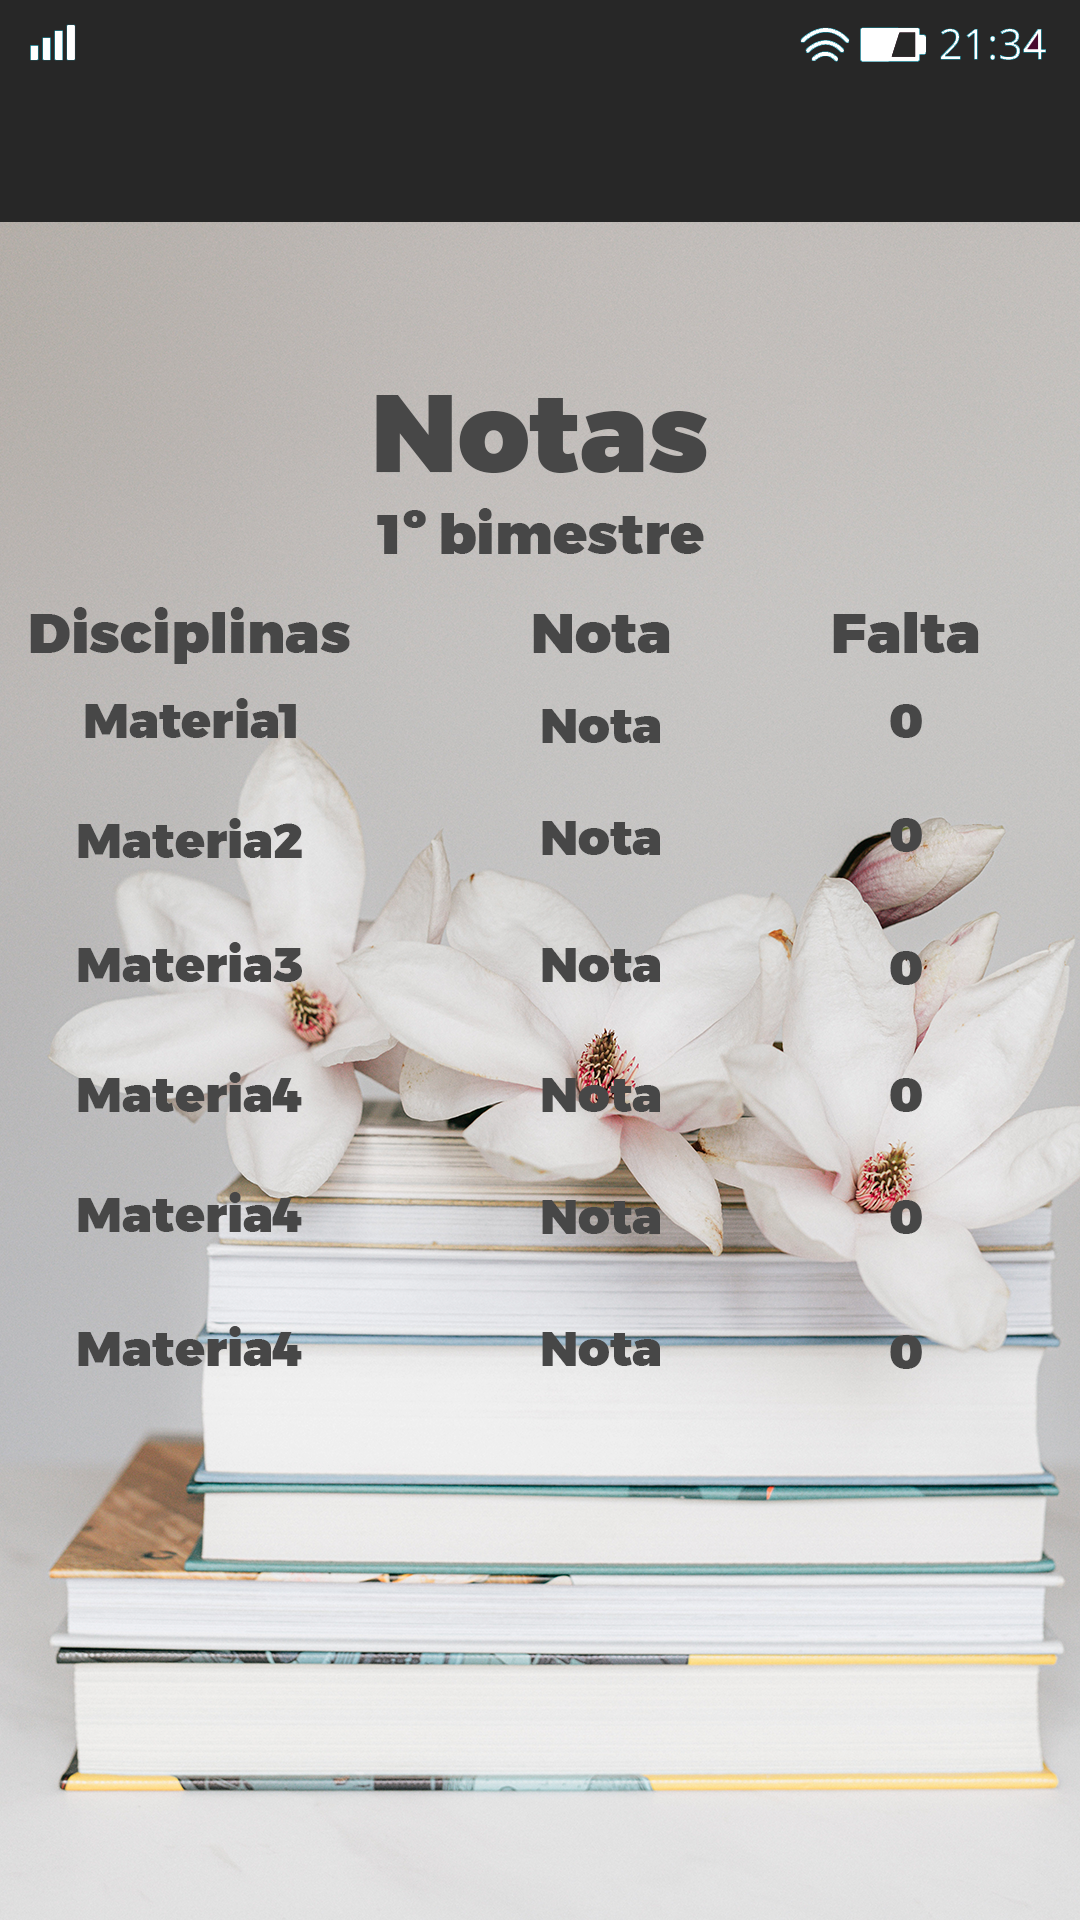 21:34
Notas
1º bimestre
Disciplinas Nota Falta
Materia1 Nota 0
Materia2 Nota 0
Materia3 Nota 0
Materia4 Nota 0
Materia4 Nota 0
Materia4 Nota 0